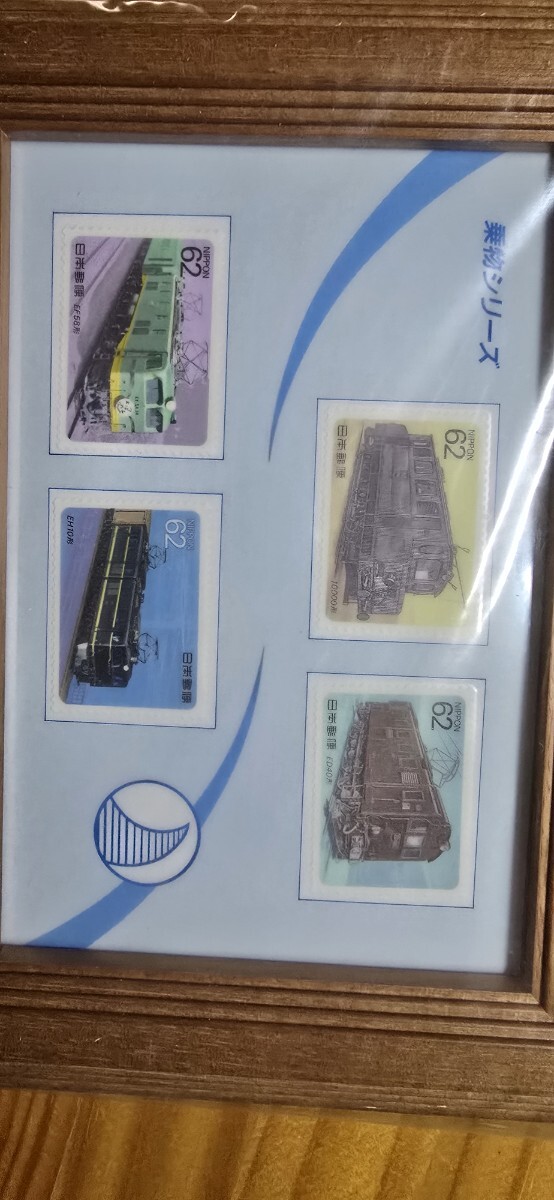 乗物シリーズ
NIPPON
62
日本郵便
10000形
NIPPON
62
日本郵便
EF58形
NIPPON
62
日本郵便
ED40形
NIPPON
62
日本郵便
EH10形